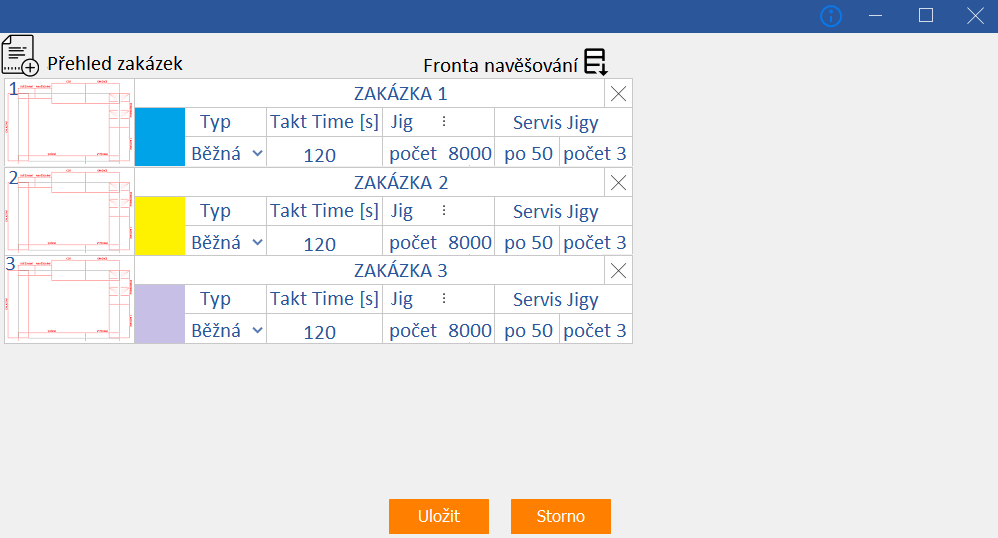 Přehled zakázek
Fronta navěšování
1
ZAKÁZKA 1
Typ Takt Time [s] Jig Servis Jigy
Běžná 120 počet 8000 po 50 počet 3
2
ZAKÁZKA 2
Typ Takt Time [s] Jig Servis Jigy
Běžná 120 počet 8000 po 50 počet 3
3
ZAKÁZKA 3
Typ Takt Time [s] Jig Servis Jigy
Běžná 120 počet 8000 po 50 počet 3
Uložit Storno